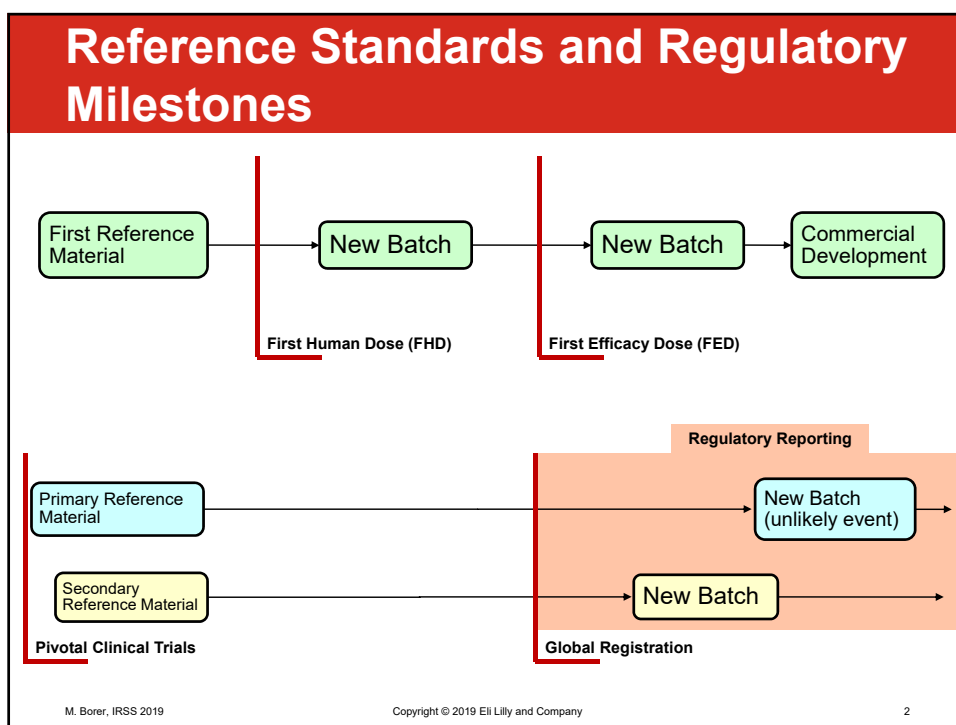 Reference Standards and Regulatory
Milestones
First Reference
Material
New Batch
New Batch
Commercial
Development
First Human Dose (FHD)
First Efficacy Dose (FED)
Regulatory Reporting
Primary Reference
Material
New Batch
(unlikely event)
Secondary
Reference Material
New Batch
Pivotal Clinical Trials
Global Registration
M. Borer, IRSS 2019
Copyright © 2019 Eli Lilly and Company
2